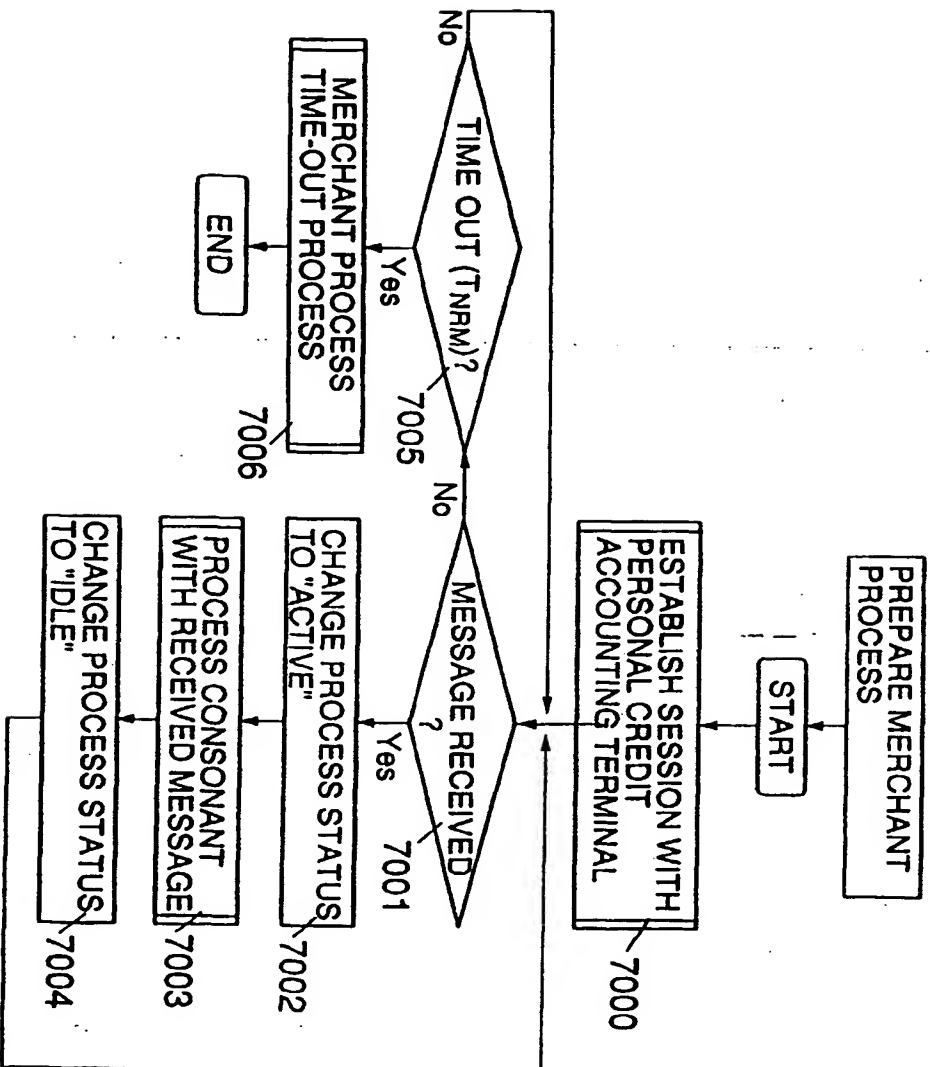 PREPARE MERCHANT
PROCESS
START
ESTABLISH SESSION WITH
PERSONAL CREDIT
ACCOUNTING TERMINAL
7000
MESSAGE RECEIVED
?
7001
No
Yes
CHANGE PROCESS STATUS
TO "ACTIVE"
7002
PROCESS CONSONANT
WITH RECEIVED MESSAGE
7003
CHANGE PROCESS STATUS
TO "IDLE"
7004
TIME OUT (TNRM)?
7005
No
Yes
MERCHANT PROCESS
TIME-OUT PROCESS
7006
END